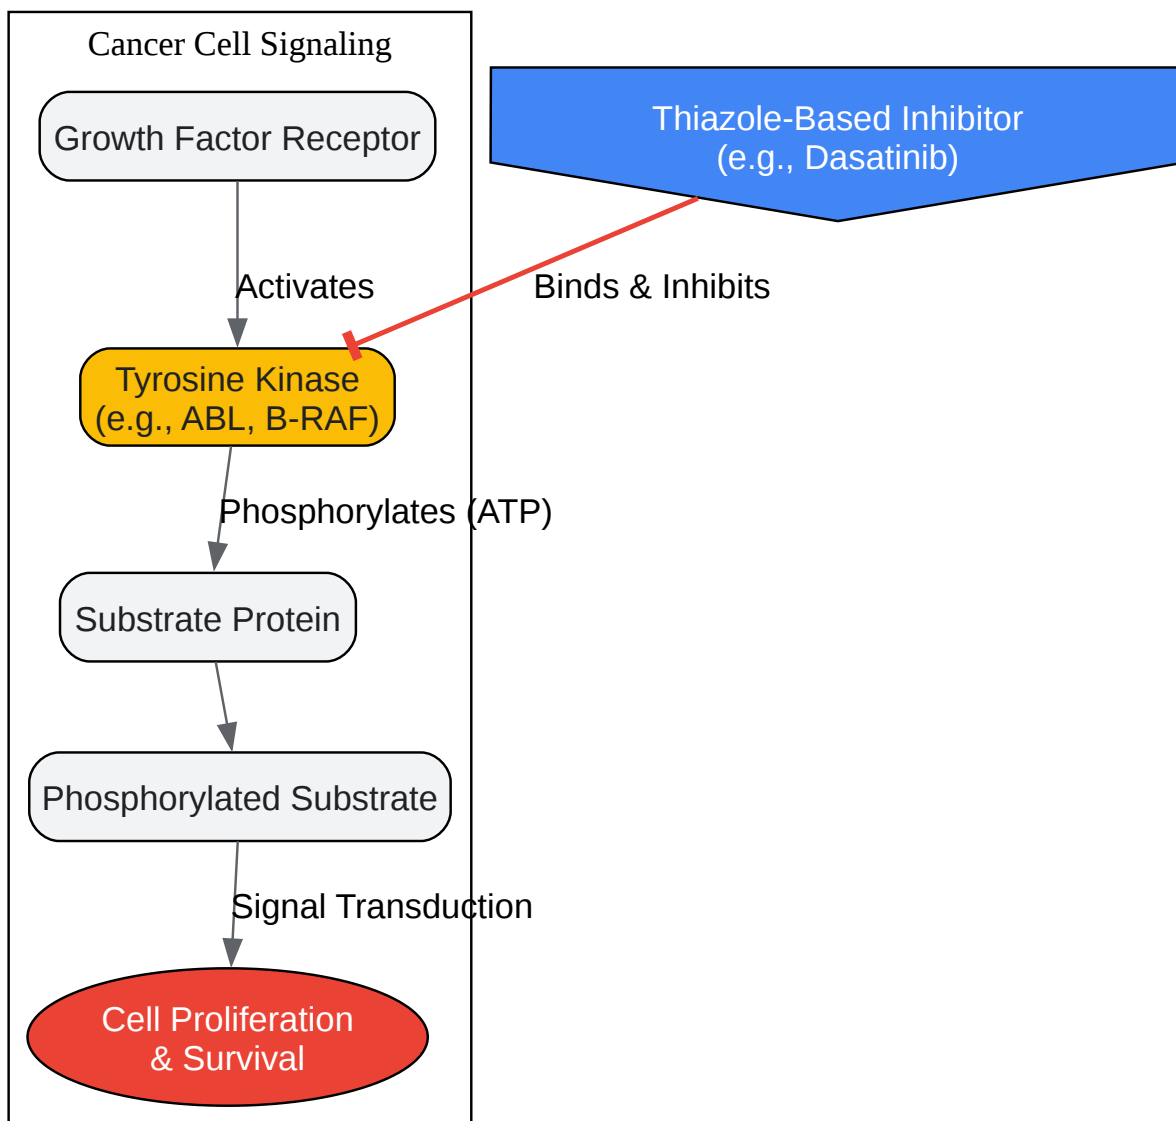 Cancer Cell Signaling
Growth Factor Receptor
Thiazole-Based Inhibitor
(e.g., Dasatinib)
Activates
Binds & Inhibits
Tyrosine Kinase
(e.g., ABL, B-RAF)
Phosphorylates (ATP)
Substrate Protein
Phosphorylated Substrate
Signal Transduction
Cell Proliferation
& Survival